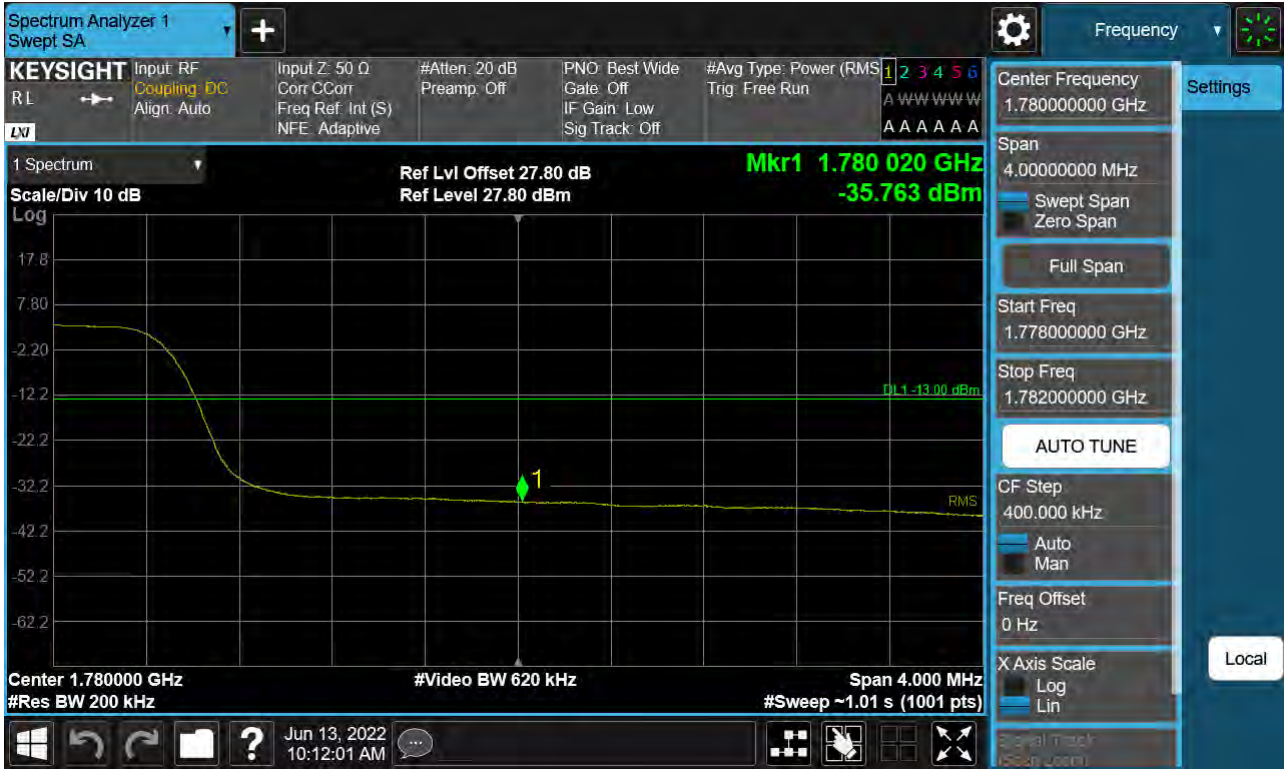 Spectrum Analyzer 1
Swept SA
Frequency
KEYSIGHT
RL
LXI
Input: RF
Coupling: DC
Align: Auto
Input Z: 50 Ω
Corr CCorr
Freq Ref: Int (S)
NFE: Adaptive
#Atten: 20 dB
Preamp: Off
PNO: Best Wide
Gate: Off
IF Gain: Low
Sig Track: Off
#Avg Type: Power (RMS
Trig: Free Run
1 2 3 4 5 6
A W W W W W
A A A A A A
1 Spectrum
Scale/Div 10 dB
Log
Ref Lvl Offset 27.80 dB
Ref Level 27.80 dBm
Mkr1 1.780 020 GHz
-35.763 dBm
17.8
7.80
-2.20
-12.2
-22.2
-32.2
-42.2
-52.2
-62.2
DL1 -13.00 dBm
1
RMS
Center 1.780000 GHz
#Res BW 200 kHz
#Video BW 620 kHz
Span 4.000 MHz
#Sweep ~1.01 s (1001 pts)
Center Frequency
1.780000000 GHz
Span
4.00000000 MHz
Swept Span
Zero Span
Full Span
Start Freq
1.778000000 GHz
Stop Freq
1.782000000 GHz
AUTO TUNE
CF Step
400.000 kHz
Auto
Man
Freq Offset
0 Hz
X Axis Scale
Log
Lin
Signal Track
(Span Zoom)
Settings
Local
?
Jun 13, 2022
10:12:01 AM